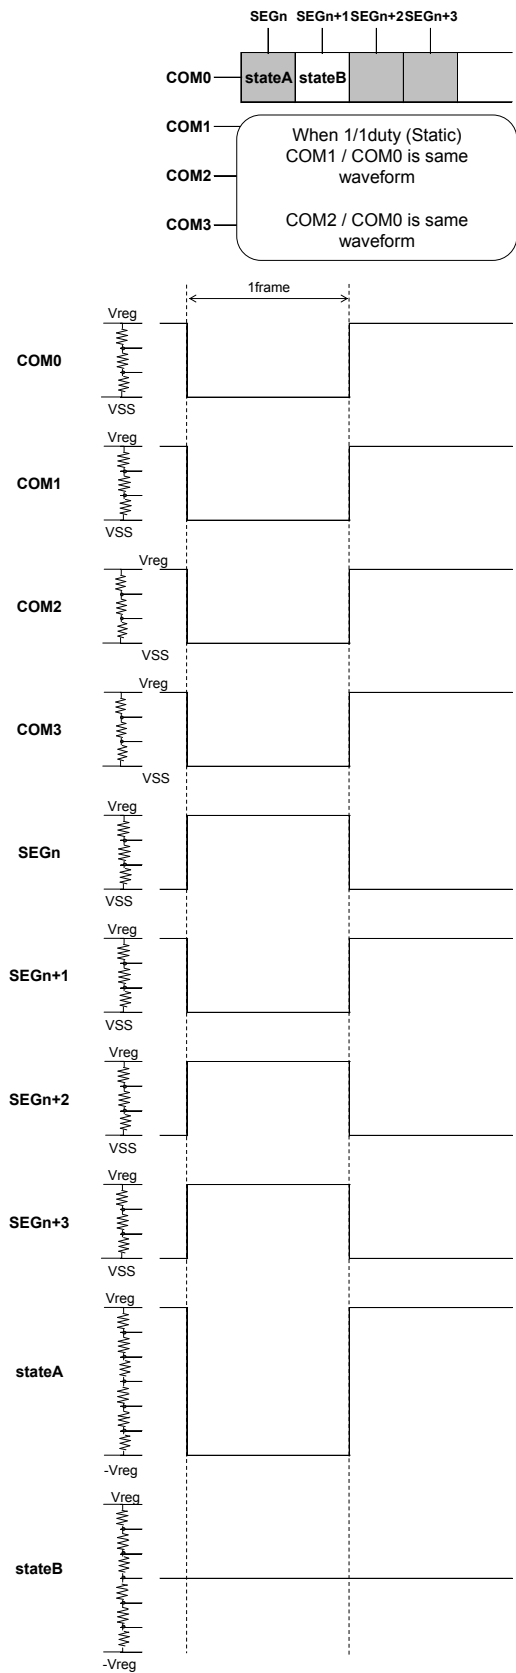 SEGn SEGn+1 SEGn+2 SEGn+3
COM0 stateA stateB
COM1
COM2
COM3
When 1/1duty (Static)
COM1 / COM0 is same
waveform
COM2 / COM0 is same
waveform
1frame
Vreg
COM0
VSS
Vreg
COM1
VSS
Vreg
COM2
VSS
Vreg
COM3
VSS
Vreg
SEGn
VSS
Vreg
SEGn+1
VSS
Vreg
SEGn+2
VSS
Vreg
SEGn+3
VSS
Vreg
stateA
-Vreg
Vreg
stateB
-Vreg